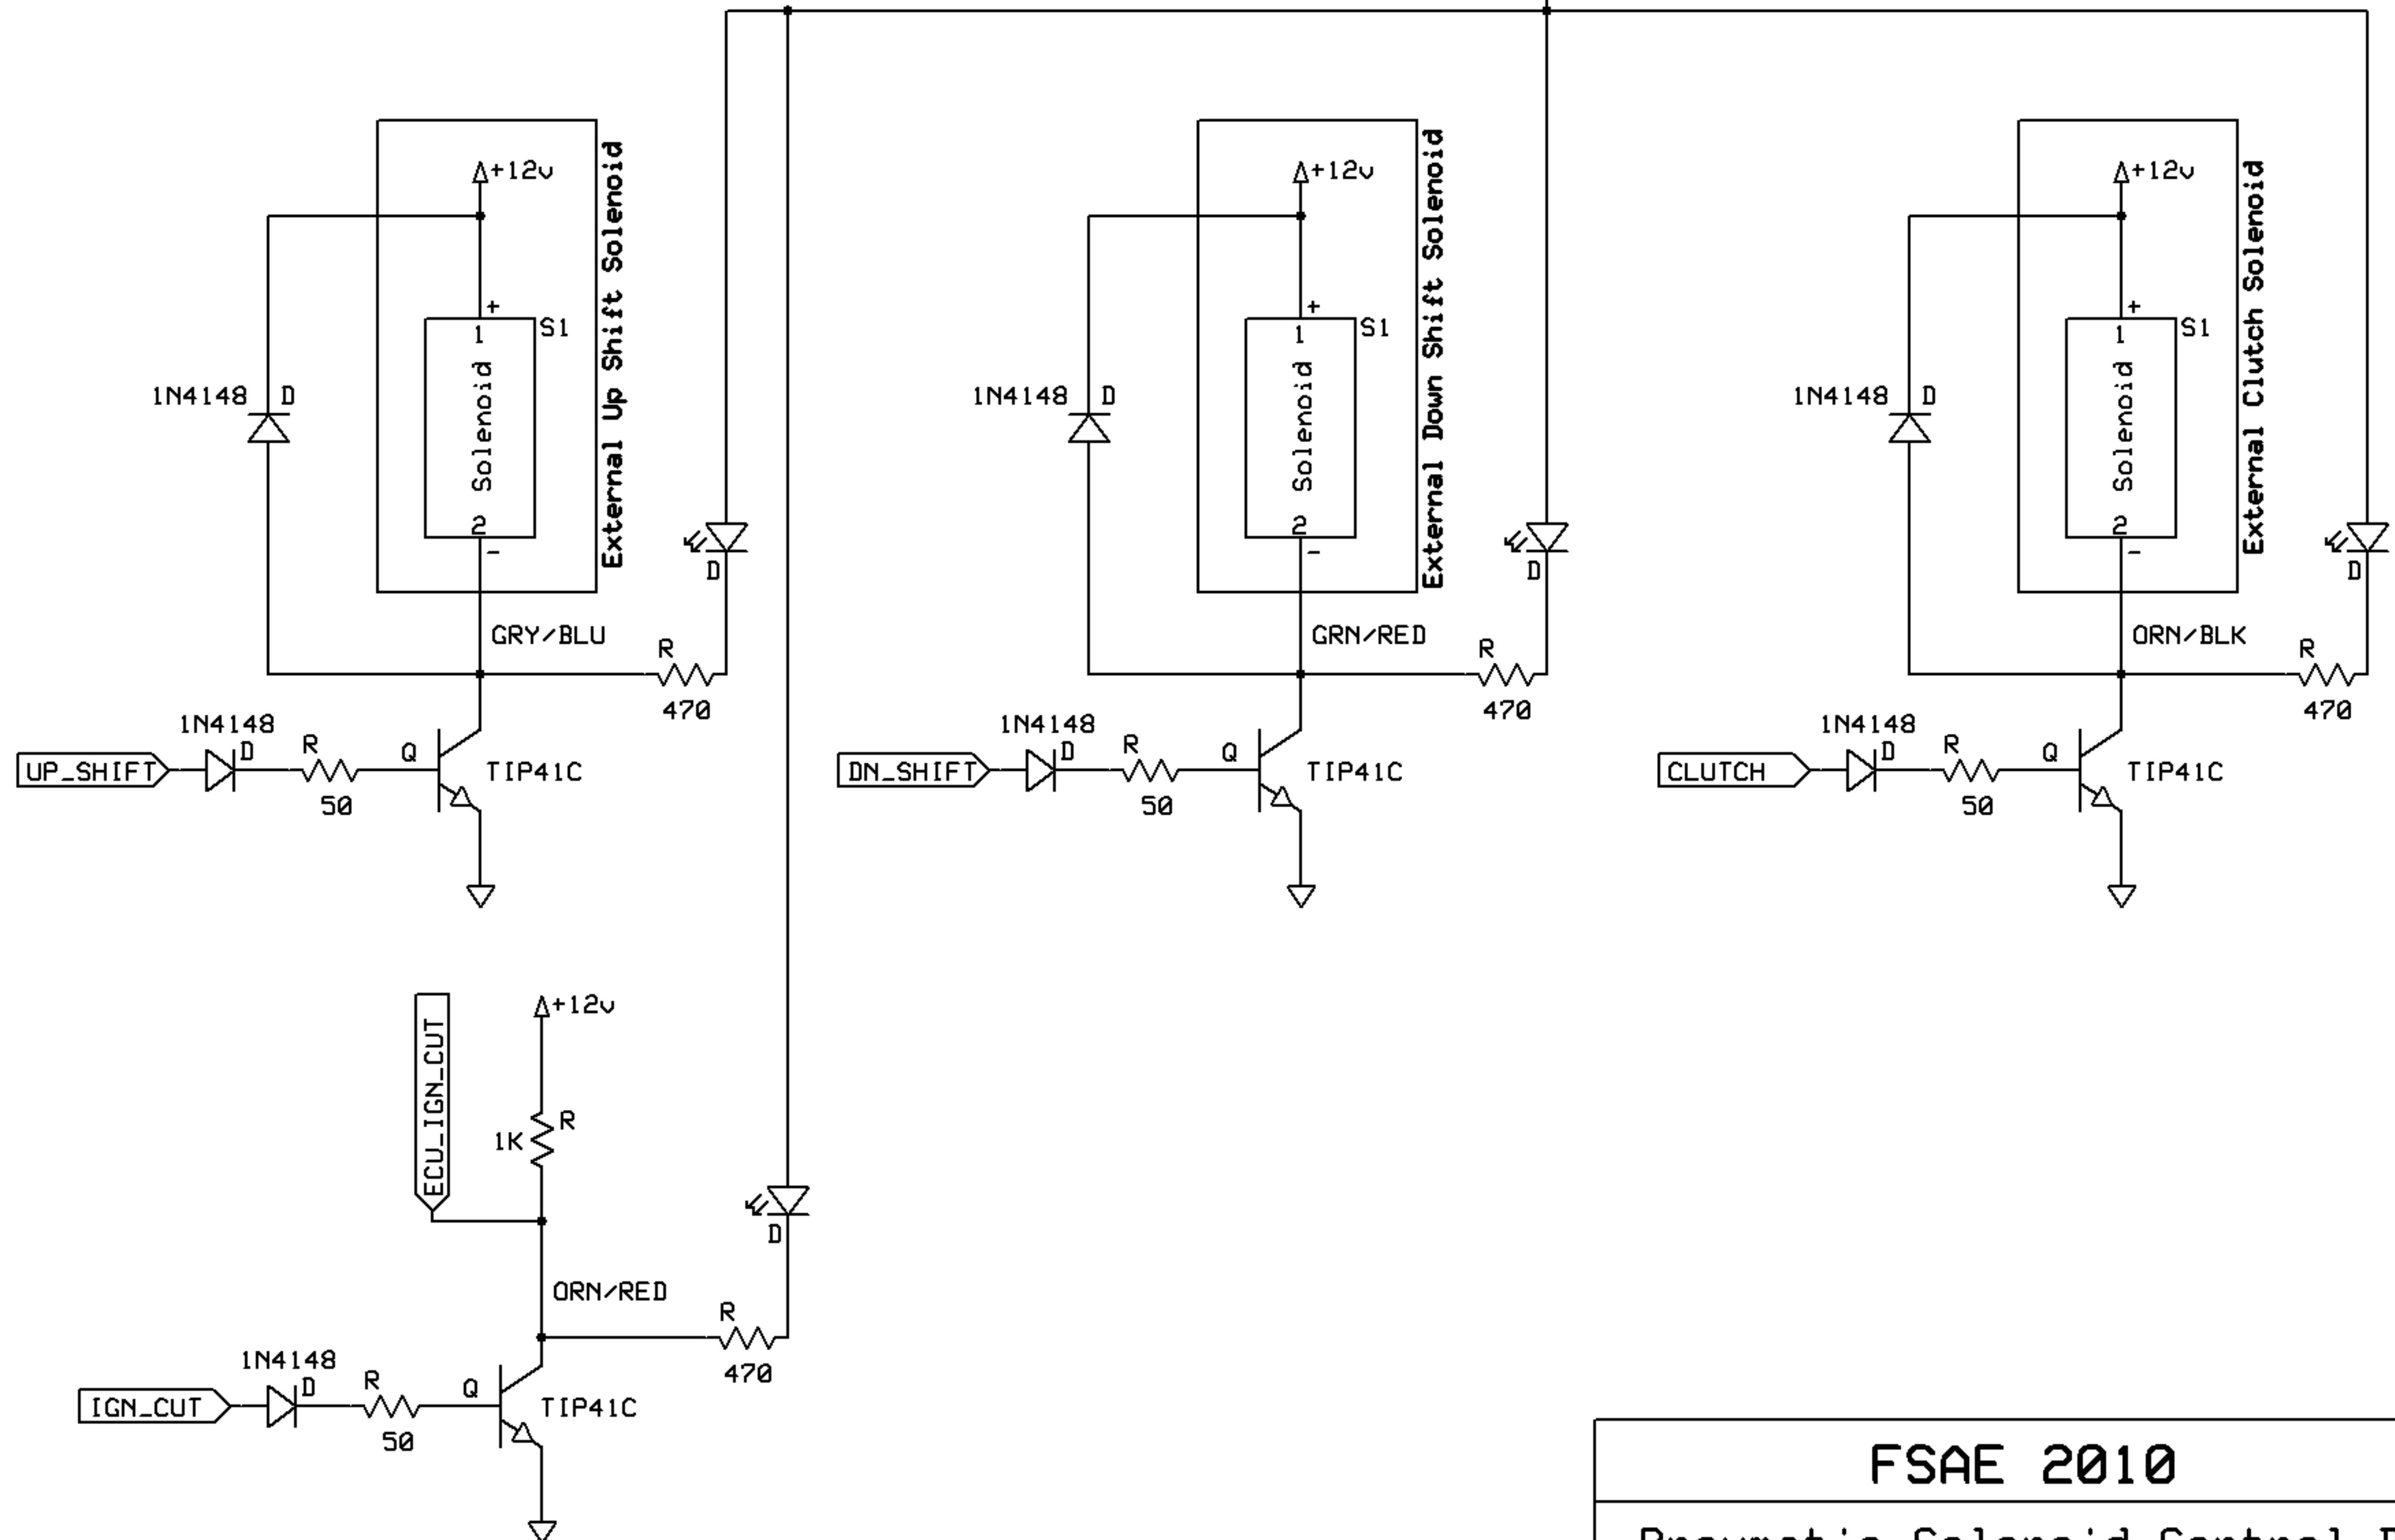 +12v
External Up Shift Solenoid
+
1
S1
Solenoid
1N4148
D
2
-
D
GRY/BLU
R
470
1N4148
D
R
Q
UP_SHIFT
TIP41C
50
+12v
External Down Shift Solenoid
+
1
S1
Solenoid
1N4148
D
2
-
D
GRN/RED
R
470
1N4148
D
R
Q
DN_SHIFT
TIP41C
50
+12v
External Clutch Solenoid
+
1
S1
Solenoid
1N4148
D
2
-
D
ORN/BLK
R
470
1N4148
D
R
Q
CLUTCH
TIP41C
50
+12v
ECU_IGN_CUT
R
1K
D
ORN/RED
R
470
1N4148
D
R
Q
IGN_CUT
TIP41C
50
FSAE 2010
Pneumatic Solenoid Control